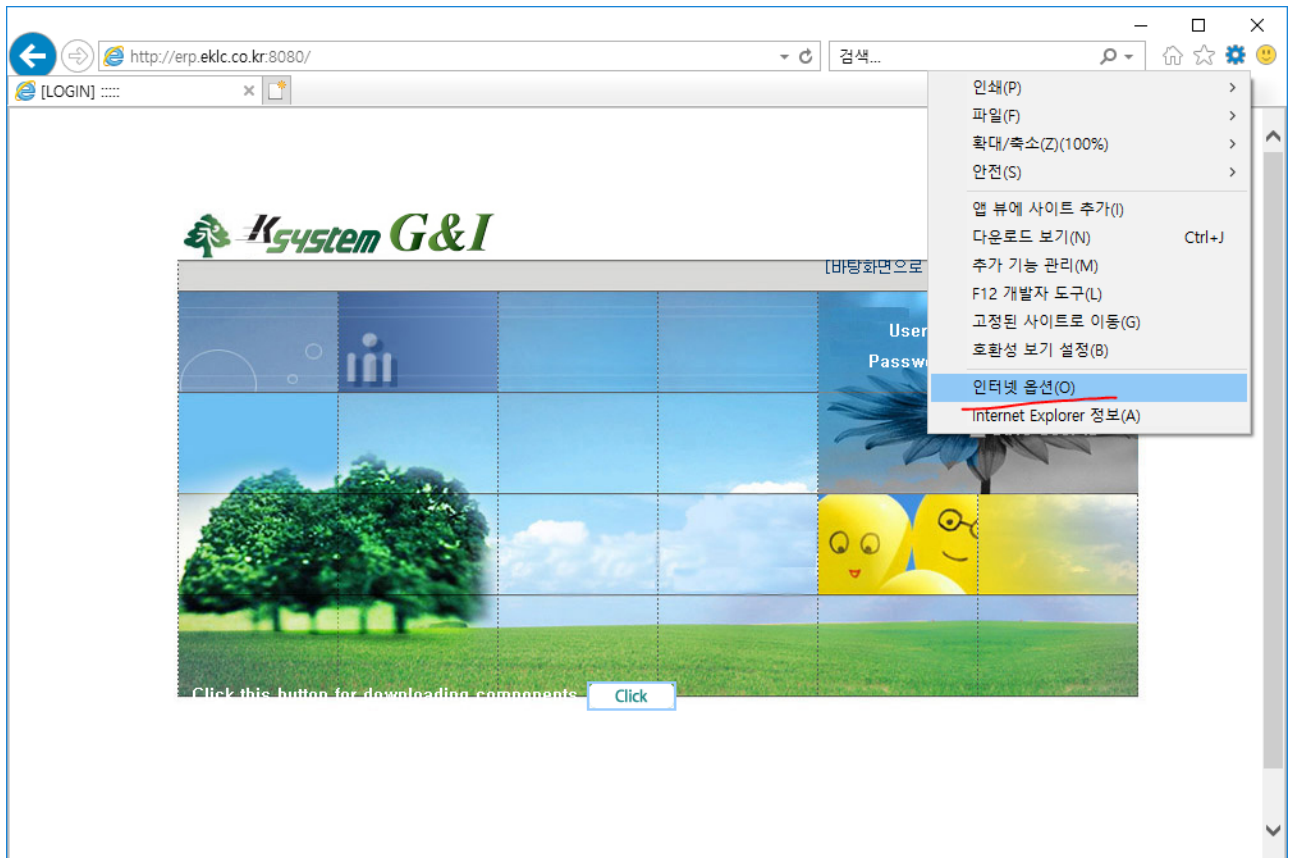 http://erp.eklc.co.kr:8080/
검색...
[LOGIN] :::::
인쇄(P)
파일(F)
확대/축소(Z)(100%)
안전(S)
앱 뷰에 사이트 추가(I)
다운로드 보기(N) Ctrl+J
추가 기능 관리(M)
F12 개발자 도구(L)
고정된 사이트로 이동(G)
호환성 보기 설정(B)
인터넷 옵션(O)
Internet Explorer 정보(A)
Ksystem G&I
[바탕화면으로
User
Passw
Click this button for downloading components
Click